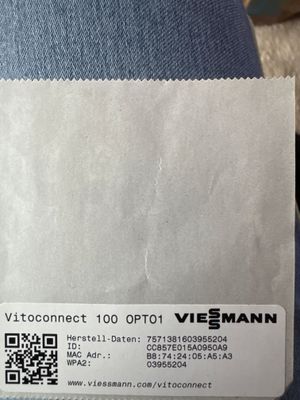 Vitoconnect 100 OPTO1 VIESSMANN
Herstell-Daten: 7571381603955204
ID: CC857E015A0950A9
MAC Adr.: B8:74:24:05:A5:A3
WPA2: 03955204
www.viessmann.com/vitoconnect